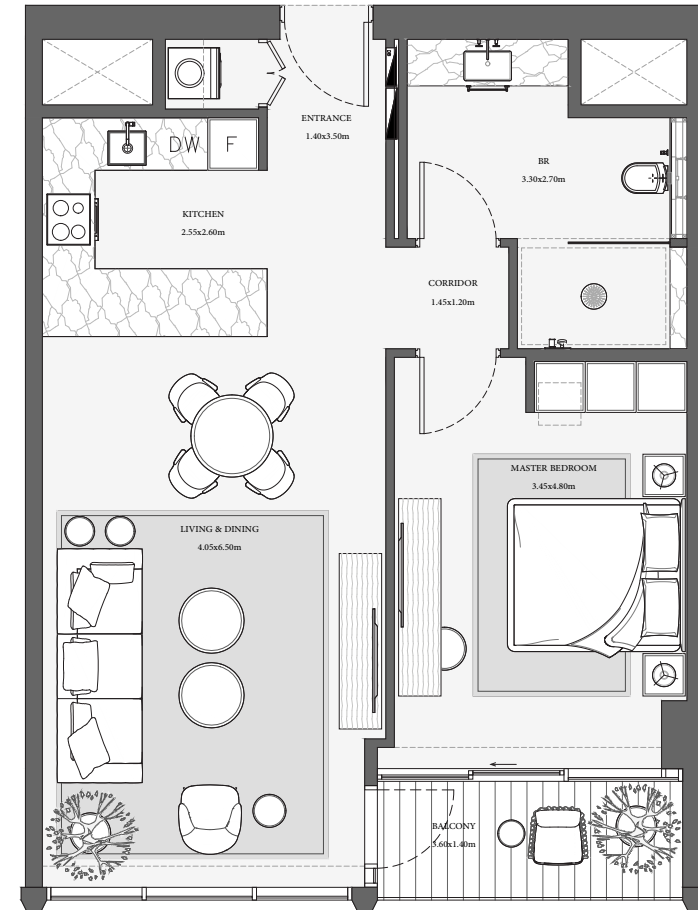 ENTRANCE
1.40x3.50m
DW
F
BR
3.30x2.70m
KITCHEN
2.55x2.60m
CORRIDOR
1.45x1.20m
MASTER BEDROOM
3.45x4.80m
LIVING & DINING
4.05x6.50m
BALCONY
3.60x1.40m